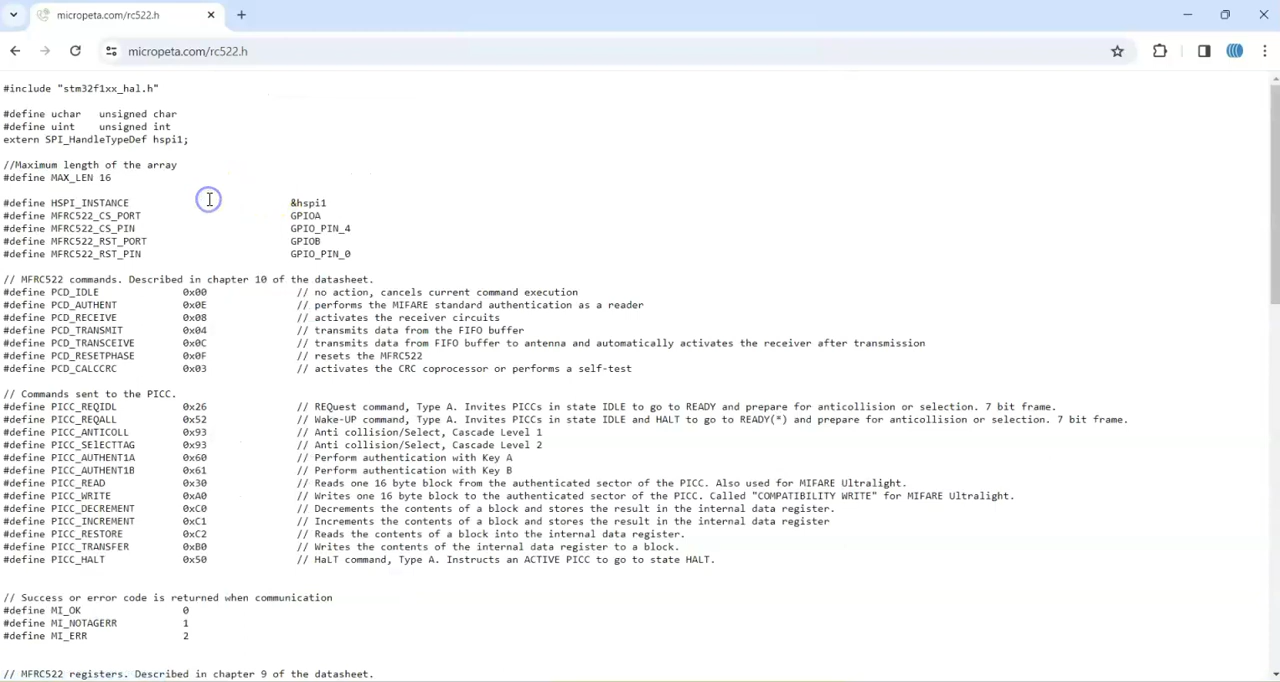 micropeta.com/rc522.h
micropeta.com/rc522.h
#include "stm32f1xx_hal.h"
#define uchar unsigned char
#define uint unsigned int
extern SPI_HandleTypeDef hspi1;
//Maximum length of the array
#define MAX_LEN 16
#define HSPI_INSTANCE &hspi1
#define MFRC522_CS_PORT GPIOA
#define MFRC522_CS_PIN GPIO_PIN_4
#define MFRC522_RST_PORT GPIOB
#define MFRC522_RST_PIN GPIO_PIN_0
// MFRC522 commands. Described in chapter 10 of the datasheet.
#define PCD_IDLE 0x00 // no action, cancels current command execution
#define PCD_AUTHENT 0x0E // performs the MIFARE standard authentication as a reader
#define PCD_RECEIVE 0x08 // activates the receiver circuits
#define PCD_TRANSMIT 0x04 // transmits data from the FIFO buffer
#define PCD_TRANSCEIVE 0x0C // transmits data from FIFO buffer to antenna and automatically activates the receiver after transmission
#define PCD_RESETPHASE 0x0F // resets the MFRC522
#define PCD_CALCCRC 0x03 // activates the CRC coprocessor or performs a self-test
// Commands sent to the PICC.
#define PICC_REQIDL 0x26 // REQuest command, Type A. Invites PICCs in state IDLE to go to READY and prepare for anticollision or selection. 7 bit frame.
#define PICC_REQALL 0x52 // Wake-UP command, Type A. Invites PICCs in state IDLE and HALT to go to READY(*) and prepare for anticollision or selection. 7 bit frame.
#define PICC_ANTICOLL 0x93 // Anti collision/Select, Cascade Level 1
#define PICC_SElECTTAG 0x93 // Anti collision/Select, Cascade Level 2
#define PICC_AUTHENT1A 0x60 // Perform authentication with Key A
#define PICC_AUTHENT1B 0x61 // Perform authentication with Key B
#define PICC_READ 0x30 // Reads one 16 byte block from the authenticated sector of the PICC. Also used for MIFARE Ultralight.
#define PICC_WRITE 0xA0 // Writes one 16 byte block to the authenticated sector of the PICC. Called "COMPATIBILITY WRITE" for MIFARE Ultralight.
#define PICC_DECREMENT 0xC0 // Decrements the contents of a block and stores the result in the internal data register.
#define PICC_INCREMENT 0xC1 // Increments the contents of a block and stores the result in the internal data register
#define PICC_RESTORE 0xC2 // Reads the contents of a block into the internal data register.
#define PICC_TRANSFER 0xB0 // Writes the contents of the internal data register to a block.
#define PICC_HALT 0x50 // HaLT command, Type A. Instructs an ACTIVE PICC to go to state HALT.
// Success or error code is returned when communication
#define MI_OK 0
#define MI_NOTAGERR 1
#define MI_ERR 2
// MFRC522 registers. Described in chapter 9 of the datasheet.